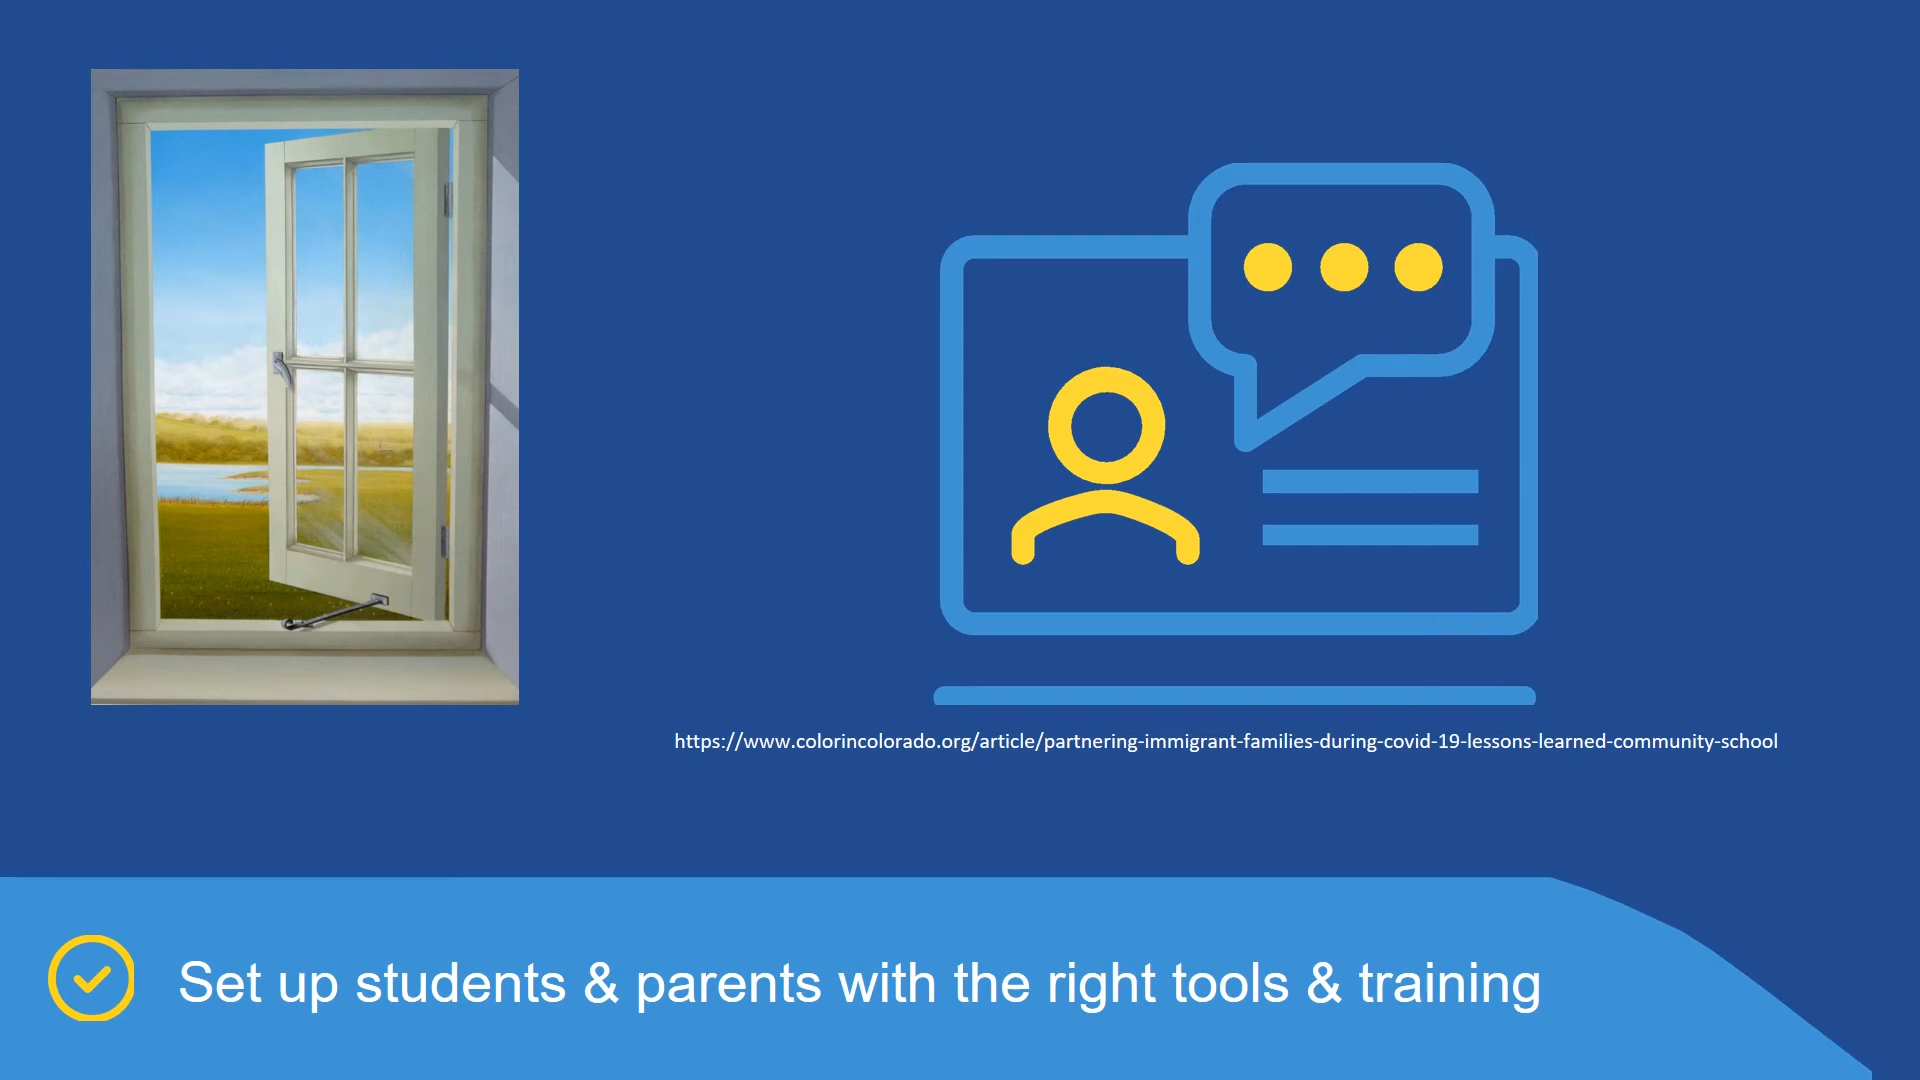 https://www.colorincolorado.org/article/partnering-immigrant-families-during-covid-19-lessons-learned-community-school
Set up students & parents with the right tools & training